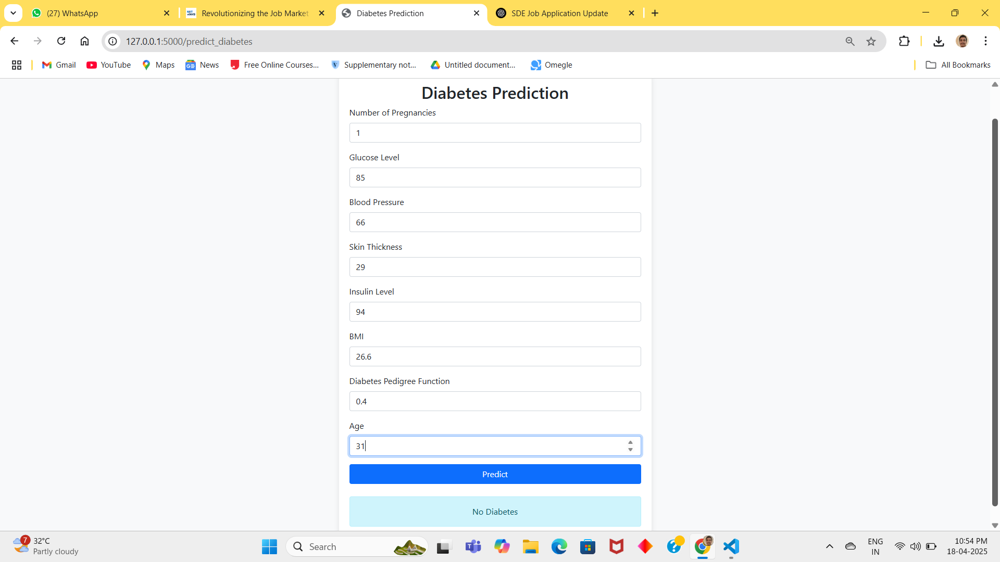 (27) WhatsApp
Revolutionizing the Job Market
Diabetes Prediction
SDE Job Application Update
127.0.0.1:5000/predict_diabetes
Gmail
YouTube
Maps
News
Free Online Courses...
Supplementary not...
Untitled document...
Omegle
All Bookmarks
Diabetes Prediction
Number of Pregnancies
1
Glucose Level
85
Blood Pressure
66
Skin Thickness
29
Insulin Level
94
BMI
26.6
Diabetes Pedigree Function
0.4
Age
31
Predict
No Diabetes
7
32°C
Partly cloudy
Search
ENG
IN
10:54 PM
18-04-2025